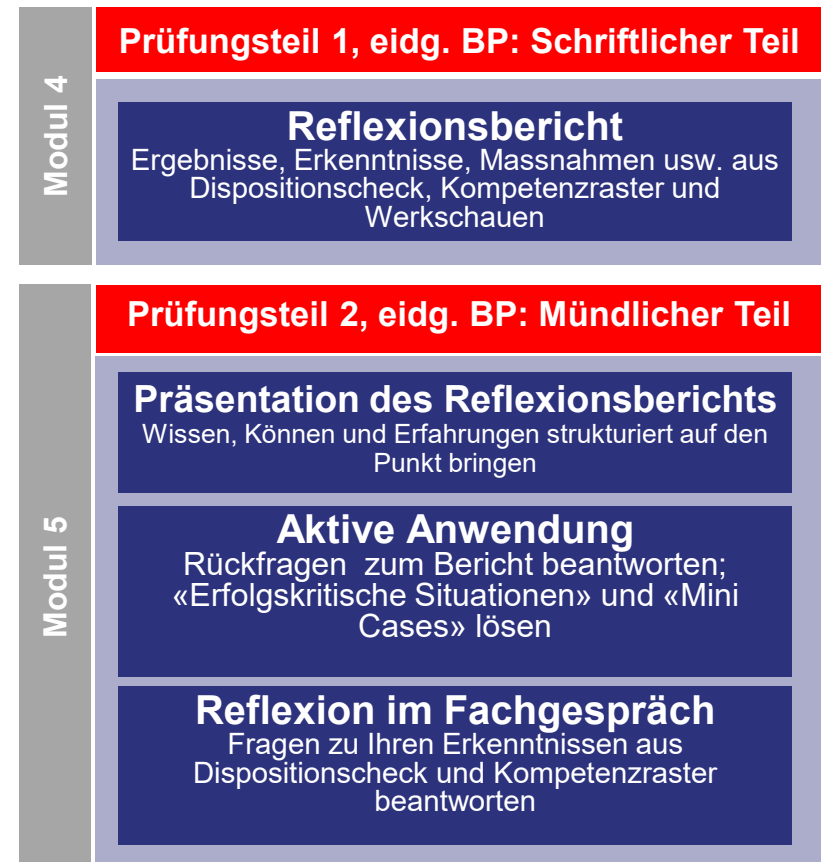 Modul 4
Prüfungsteil 1, eidg. BP: Schriftlicher Teil
Reflexionsbericht
Ergebnisse, Erkenntnisse, Massnahmen usw. aus
Dispositionscheck, Kompetenzraster und
Werkschauen
Modul 5
Prüfungsteil 2, eidg. BP: Mündlicher Teil
Präsentation des Reflexionsberichts
Wissen, Können und Erfahrungen strukturiert auf den
Punkt bringen
Aktive Anwendung
Rückfragen zum Bericht beantworten;
«Erfolgskritische Situationen» und «Mini
Cases» lösen
Reflexion im Fachgespräch
Fragen zu Ihren Erkenntnissen aus
Dispositionscheck und Kompetenzraster
beantworten